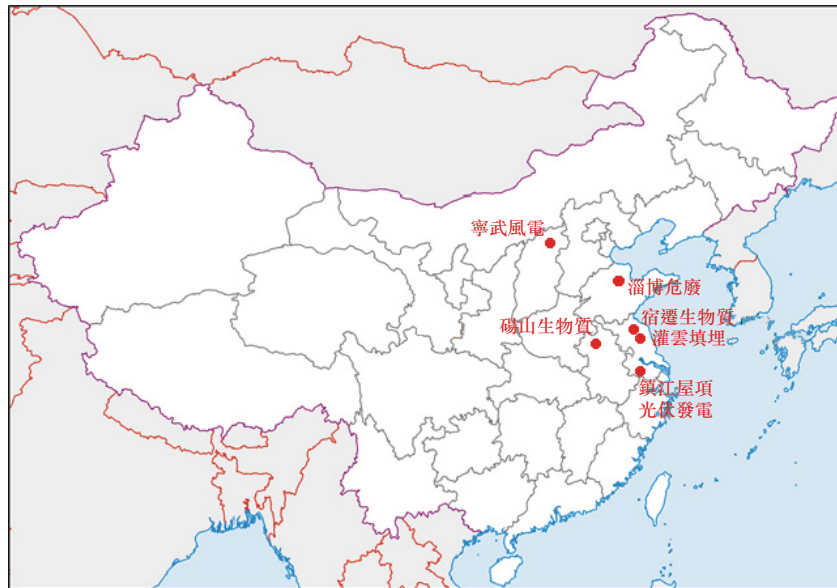 寧武風電
淄博危廢
宿遷生物質
碭山生物質
灌雲填埋
鎮江屋項
光伏發電